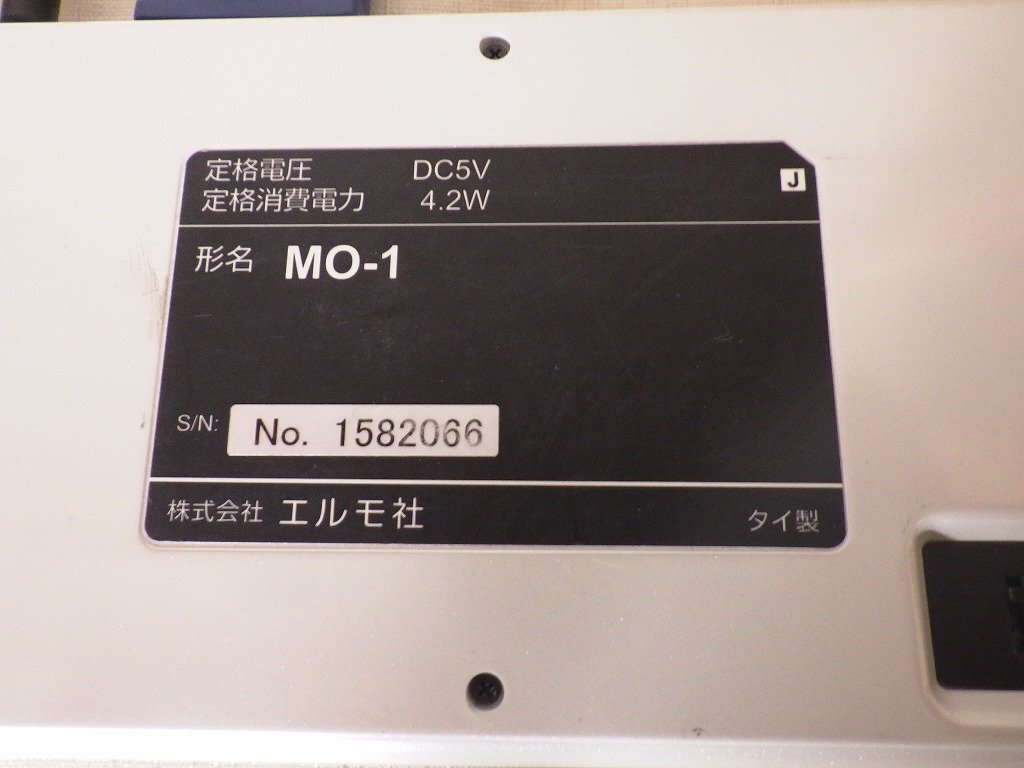 定格電圧 DC5V
定格消費電力 4.2W
J
形名 MO-1
S/N: No. 1582066
株式会社 エルモ社
タイ製